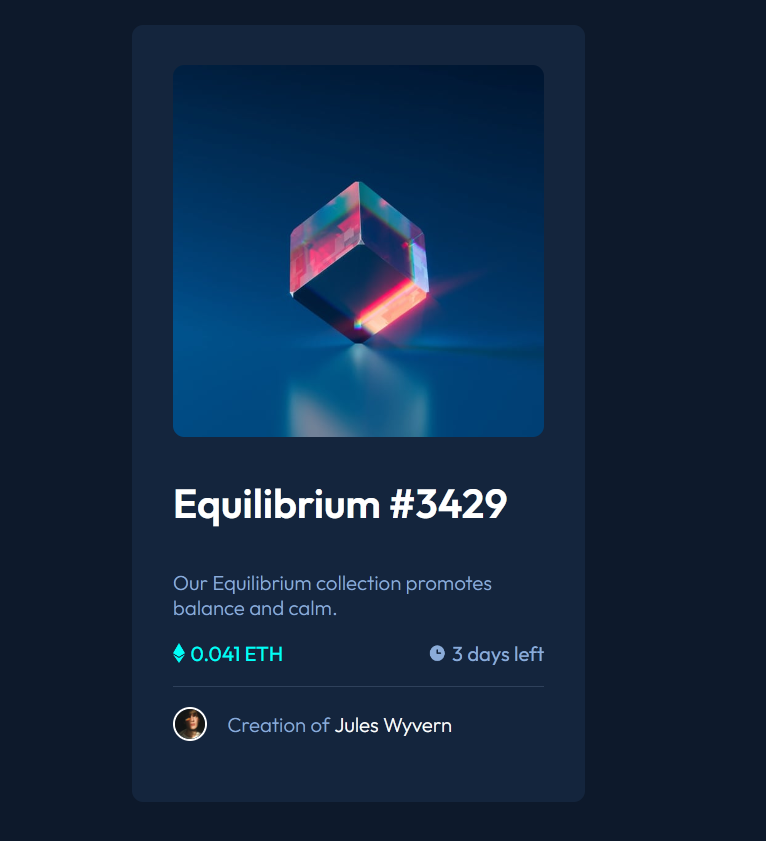 Equilibrium #3429
Our Equilibrium collection promotes
balance and calm.
0.041 ETH
3 days left
Creation of Jules Wyvern